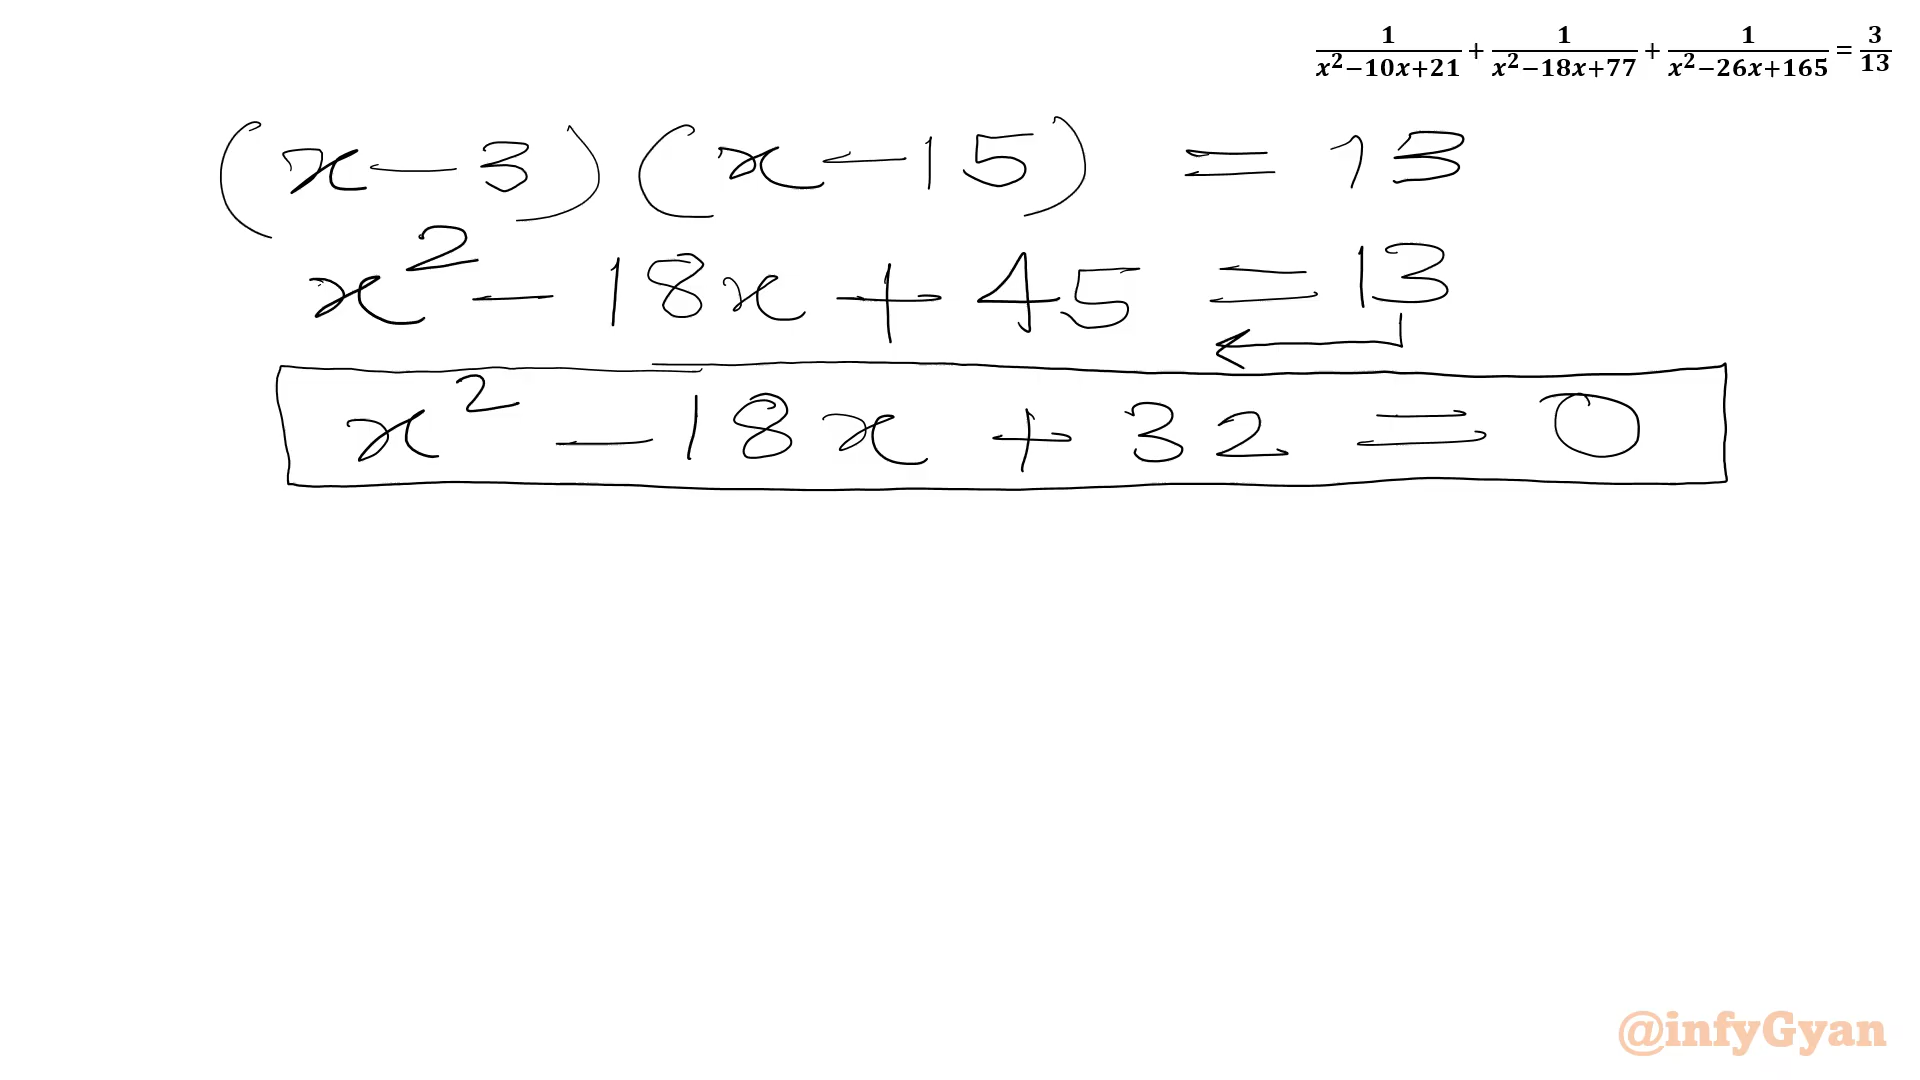 1/(x²−10x+21) + 1/(x²−18x+77) + 1/(x²−26x+165) = 3/13
(x − 3)(x − 15) = 13
x² − 18x + 45 = 13
x² − 18x + 32 = 0
@infyGyan